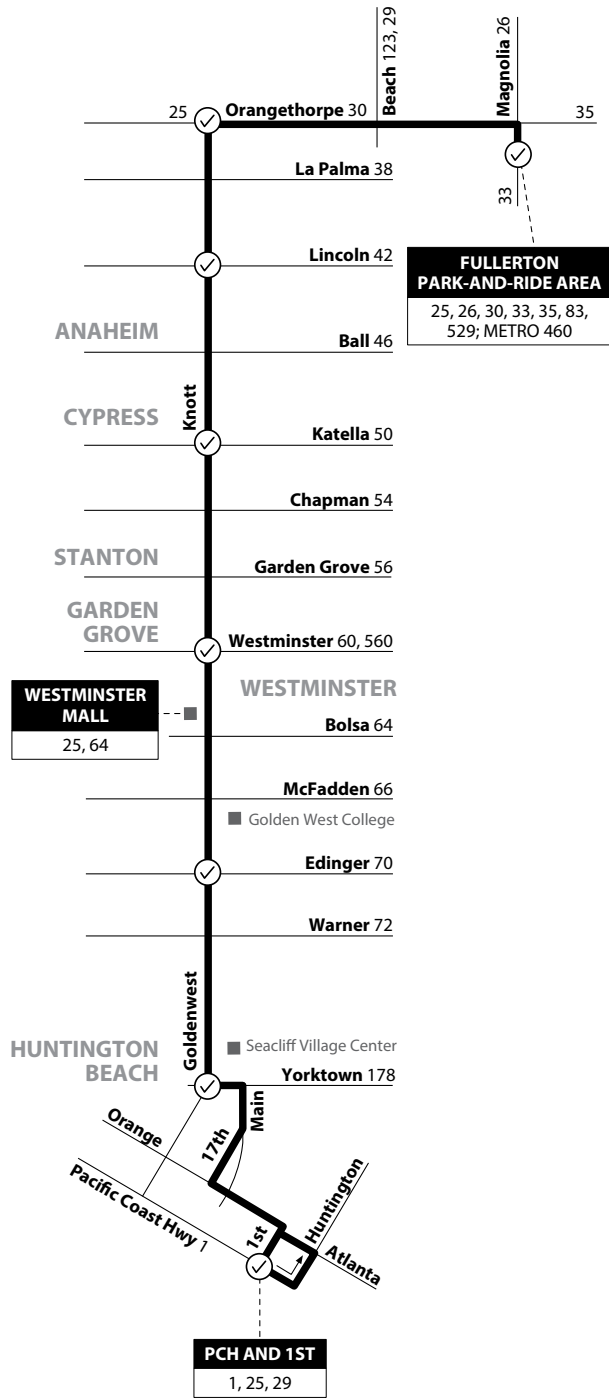 Beach 123, 29
Magnolia 26
25
Orangethorpe 30
35
La Palma 38
33
Lincoln 42
FULLERTON
PARK-AND-RIDE AREA
25, 26, 30, 33, 35, 83,
529; METRO 460
ANAHEIM
Ball 46
Knott
CYPRESS
Katella 50
Chapman 54
STANTON
Garden Grove 56
GARDEN
GROVE
Westminster 60, 560
WESTMINSTER
WESTMINSTER
MALL
25, 64
Bolsa 64
McFadden 66
Golden West College
Edinger 70
Warner 72
Goldenwest
Seacliff Village Center
HUNTINGTON
BEACH
Yorktown 178
Main
Orange
17th
Pacific Coast Hwy 1
1st
Huntington
Atlanta
PCH AND 1ST
1, 25, 29